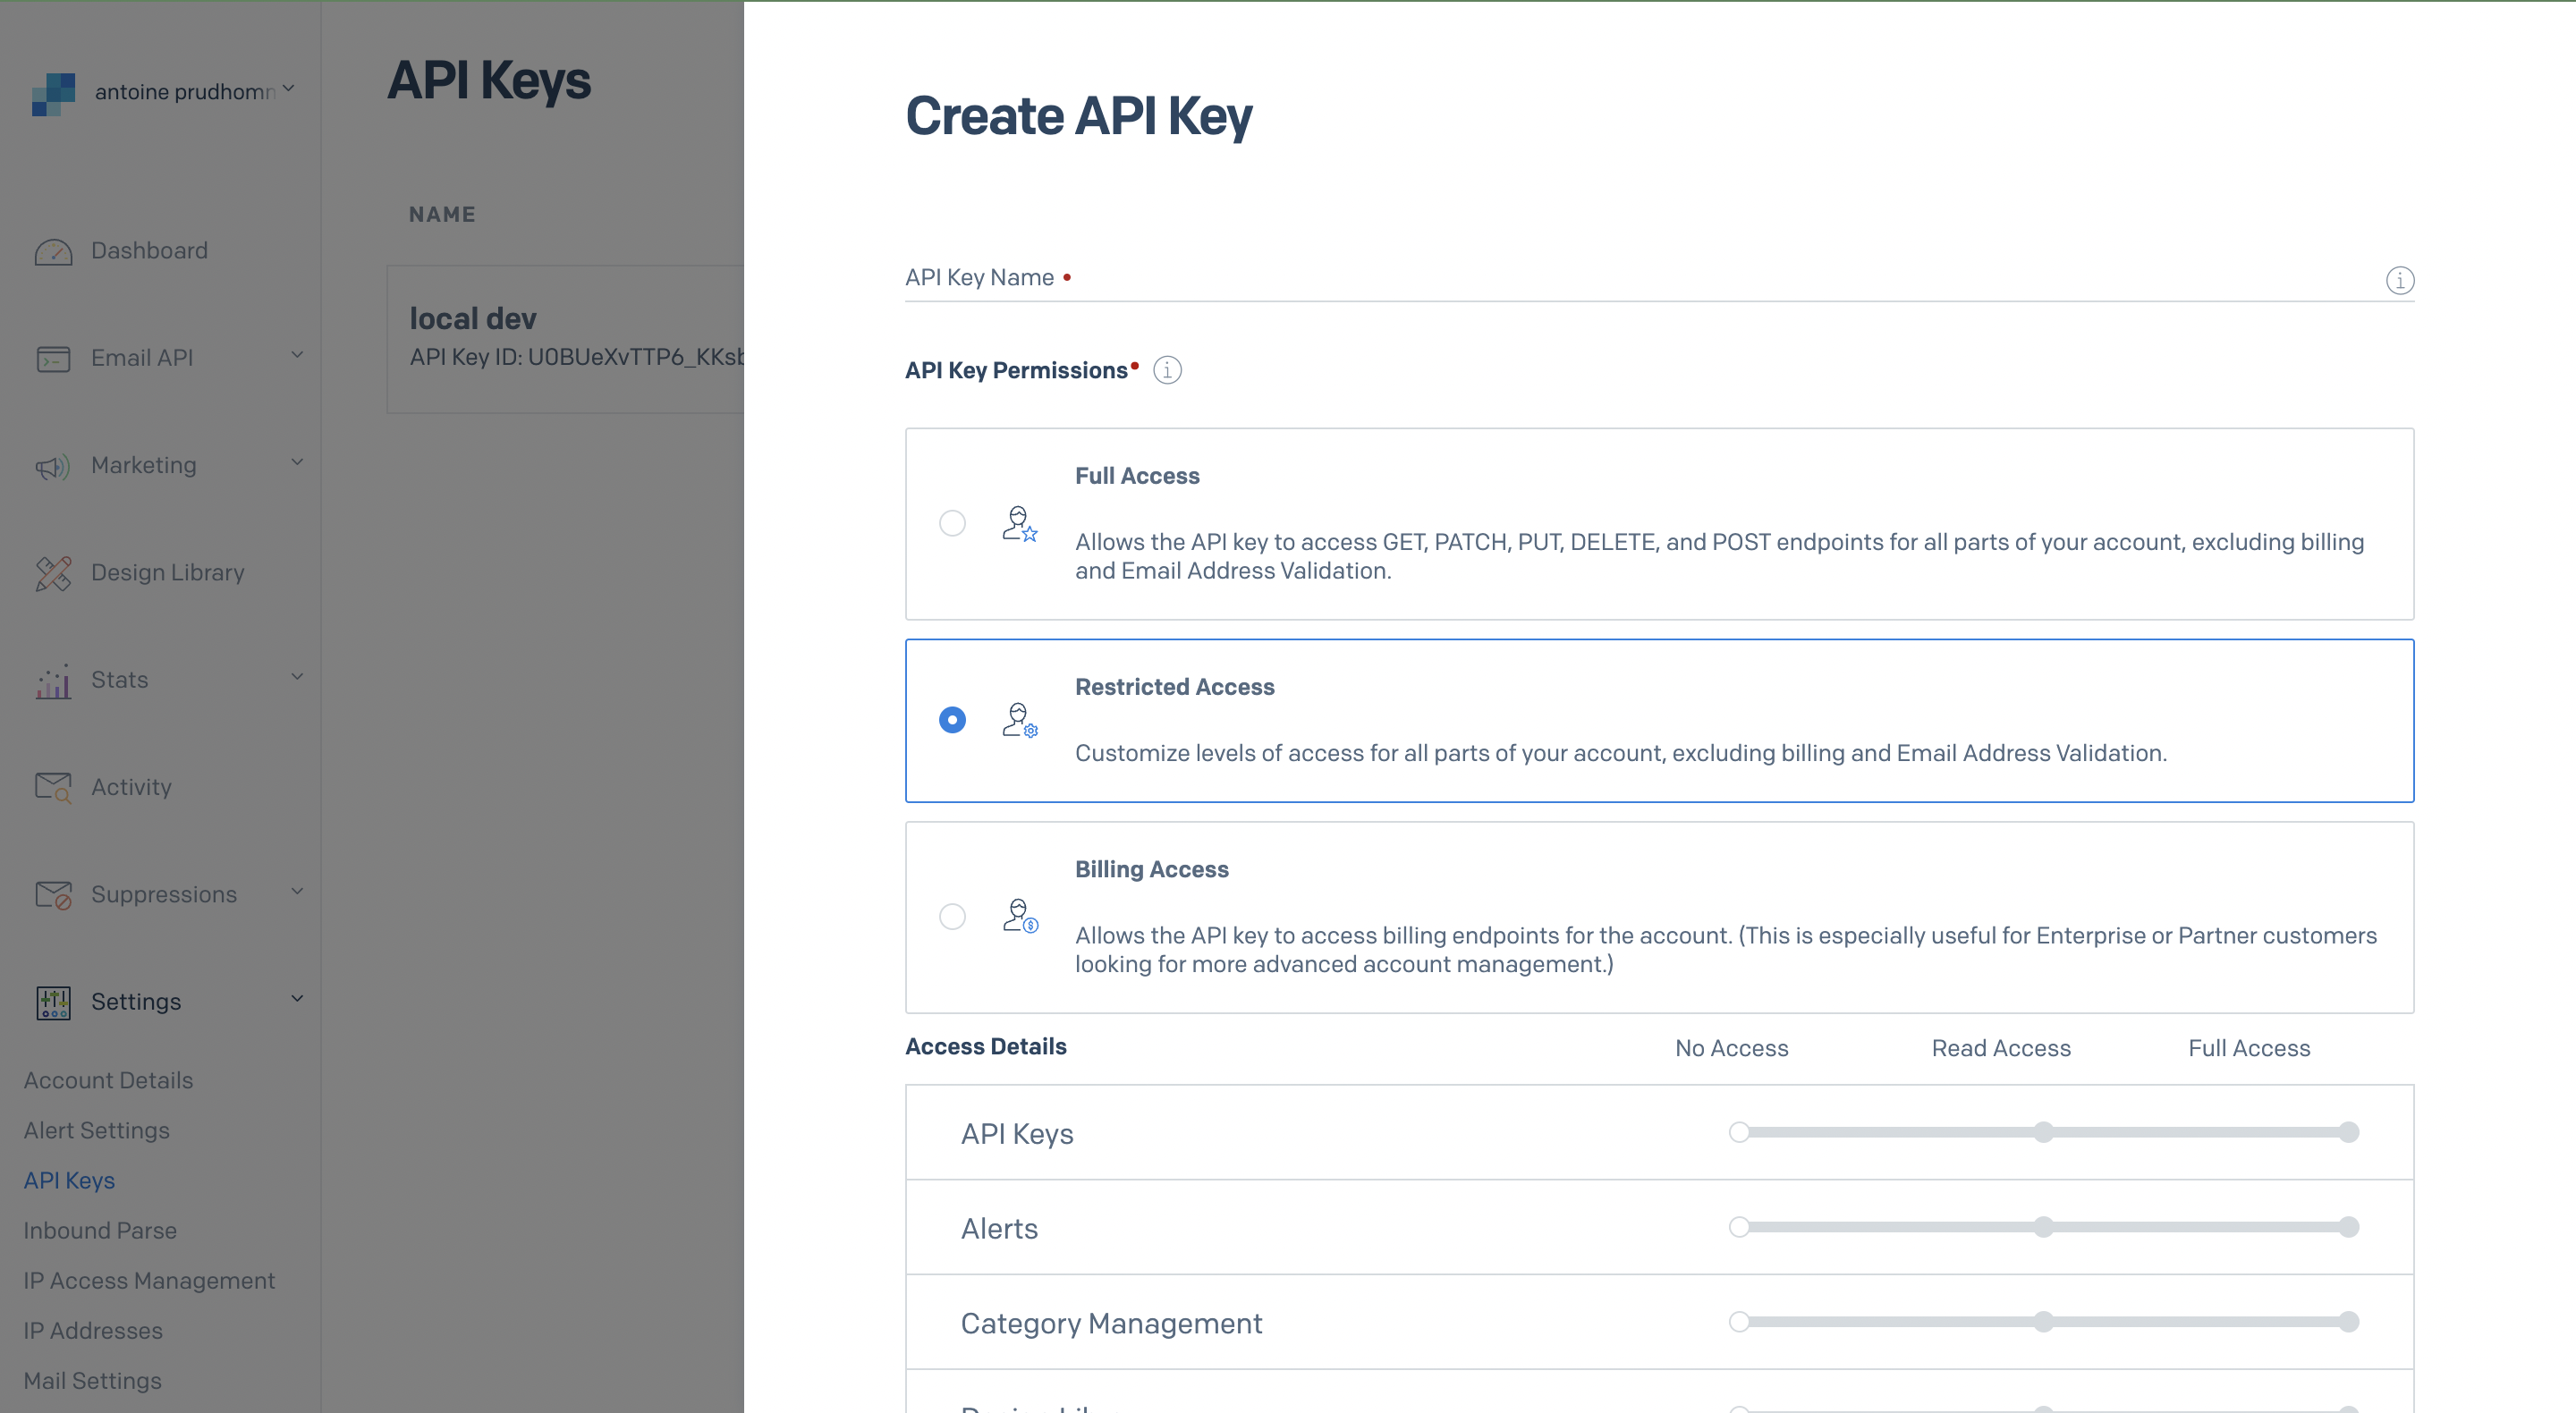 antoine prudhomn
Dashboard
Email API
Marketing
Design Library
Stats
Activity
Suppressions
Settings
Account Details
Alert Settings
API Keys
Inbound Parse
IP Access Management
IP Addresses
Mail Settings
API Keys
NAME
local dev
API Key ID: U0BUeXvTTP6_KKsb
Create API Key
API Key Name
API Key Permissions
Full Access
Allows the API key to access GET, PATCH, PUT, DELETE, and POST endpoints for all parts of your account, excluding billing
and Email Address Validation.
Restricted Access
Customize levels of access for all parts of your account, excluding billing and Email Address Validation.
Billing Access
Allows the API key to access billing endpoints for the account. (This is especially useful for Enterprise or Partner customers
looking for more advanced account management.)
Access Details No Access Read Access Full Access
API Keys
Alerts
Category Management